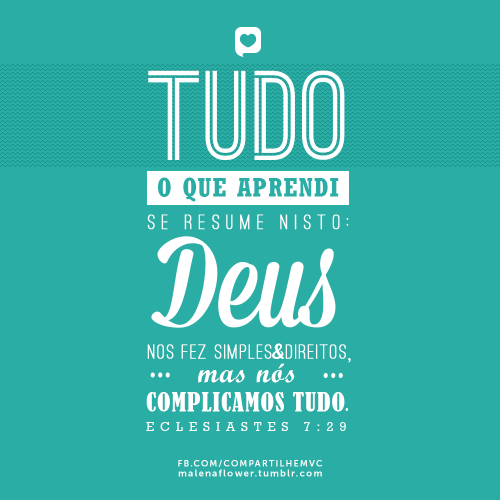 TUDO
O QUE APRENDI
SE RESUME NISTO:
Deus
NOS FEZ SIMPLES&DIREITOS,
••• mas nós •••
COMPLICAMOS TUDO.
ECLESIASTES 7:29
FB.COM/COMPARTILHEMVC
malenaflower.tumblr.com